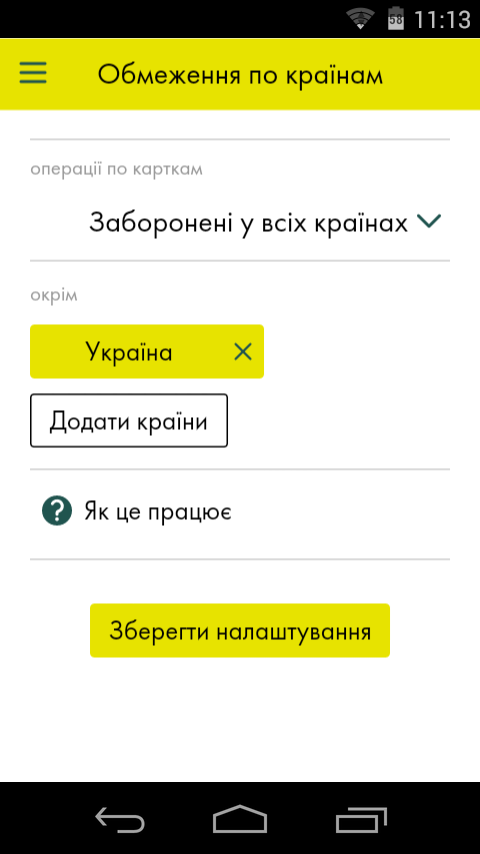 58 11:13
Обмеження по країнам
операції по карткам
Заборонені у всіх країнах
окрім
Україна
Додати країни
? Як це працює
Зберегти налаштування